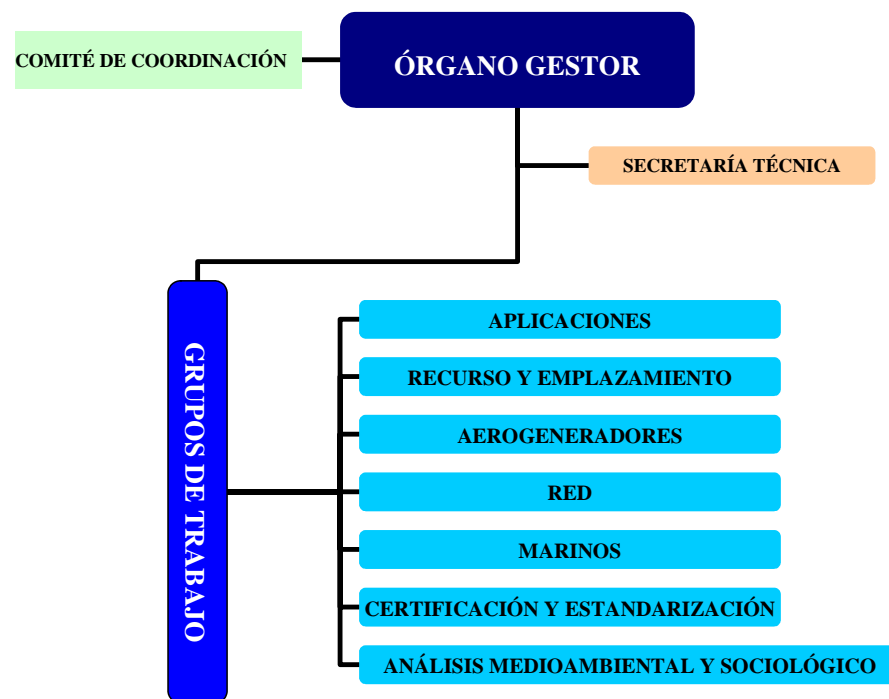 COMITÉ DE COORDINACIÓN
ÓRGANO GESTOR
SECRETARÍA TÉCNICA
GRUPOS DE TRABAJO
APLICACIONES
RECURSO Y EMPLAZAMIENTO
AEROGENERADORES
RED
MARINOS
CERTIFICACIÓN Y ESTANDARIZACIÓN
ANÁLISIS MEDIOAMBIENTAL Y SOCIOLÓGICO